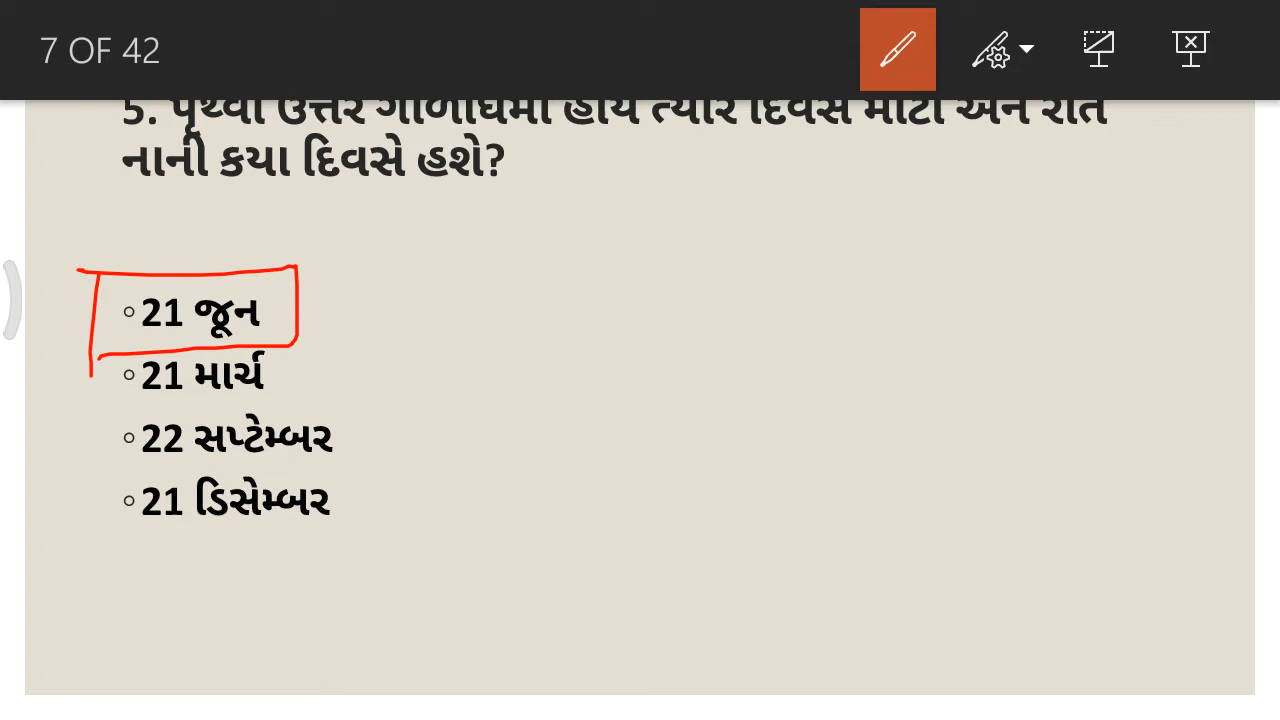 7 OF 42
5. પૃથ્વી ઉત્તર ગોળાર્ધમાં હોય ત્યારે દિવસ મોટો અને રાત
નાની કયા દિવસે હશે?
◦ 21 જૂન
◦ 21 માર્ચ
◦ 22 સપ્ટેમ્બર
◦ 21 ડિસેમ્બર